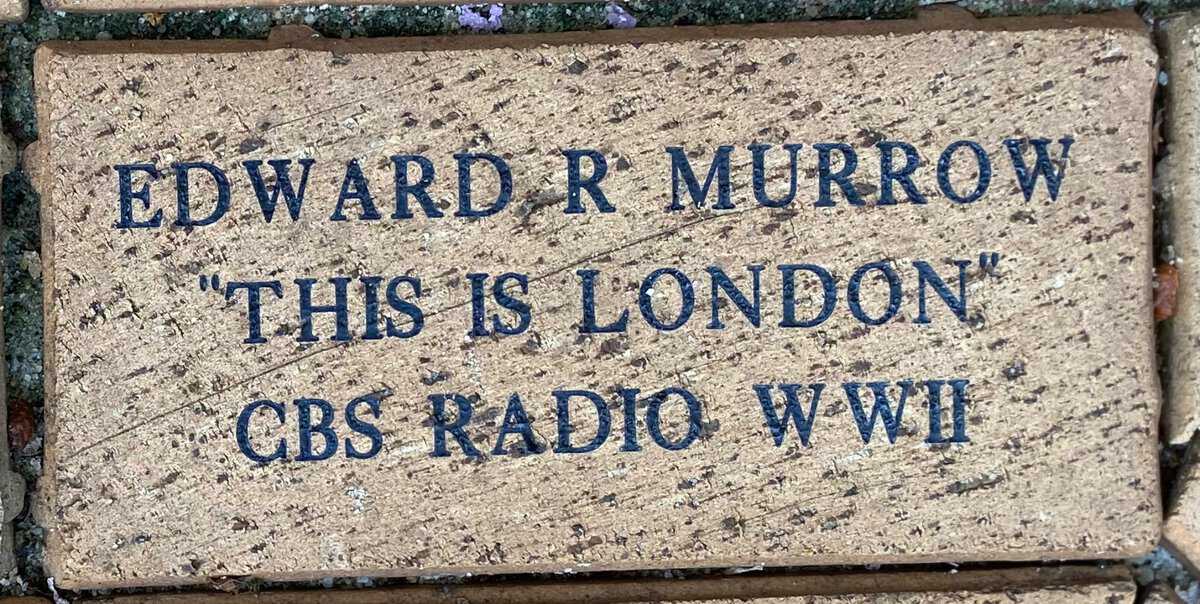 EDWARD R MURROW
"THIS IS LONDON"
CBS RADIO WWII